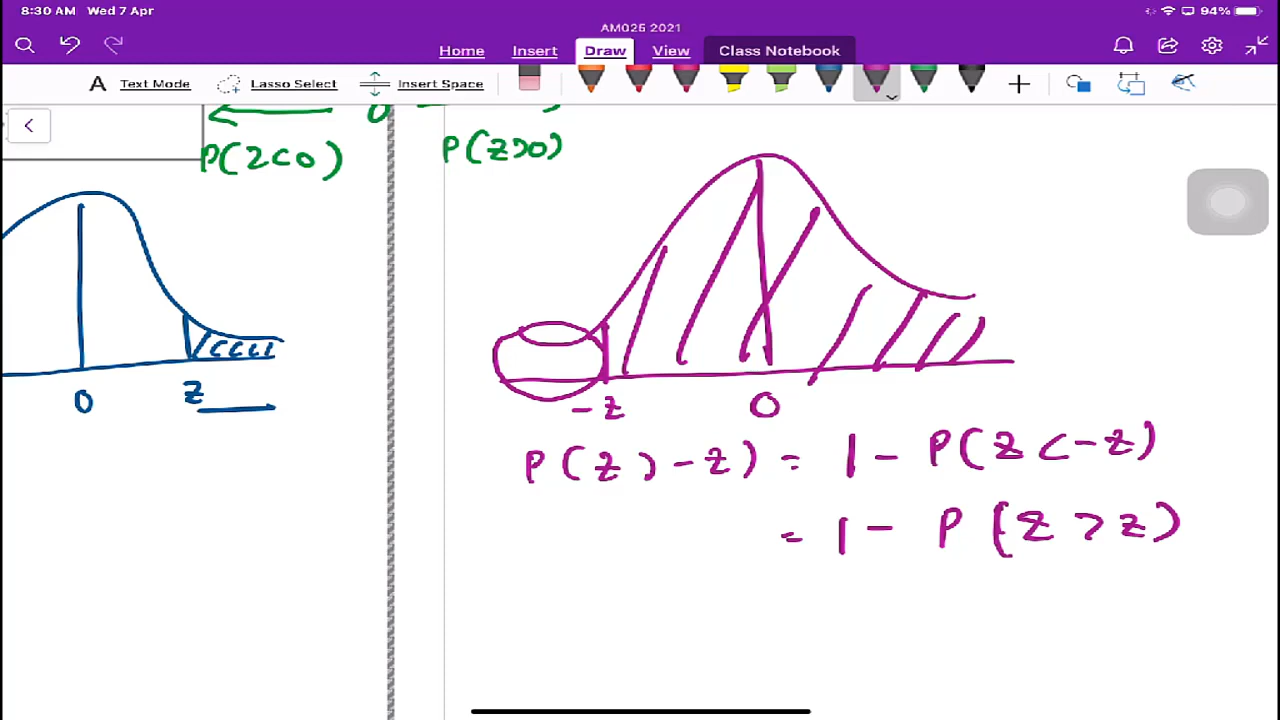 8:30 AM Wed 7 Apr
94%
AM025 2021
Home Insert Draw View Class Notebook
A Text Mode Lasso Select Insert Space
0
P(Z<0)
P(Z>0)
0
Z
-Z
0
P(Z>-Z) = 1 - P(Z<-Z)
= 1 - P(Z>Z)